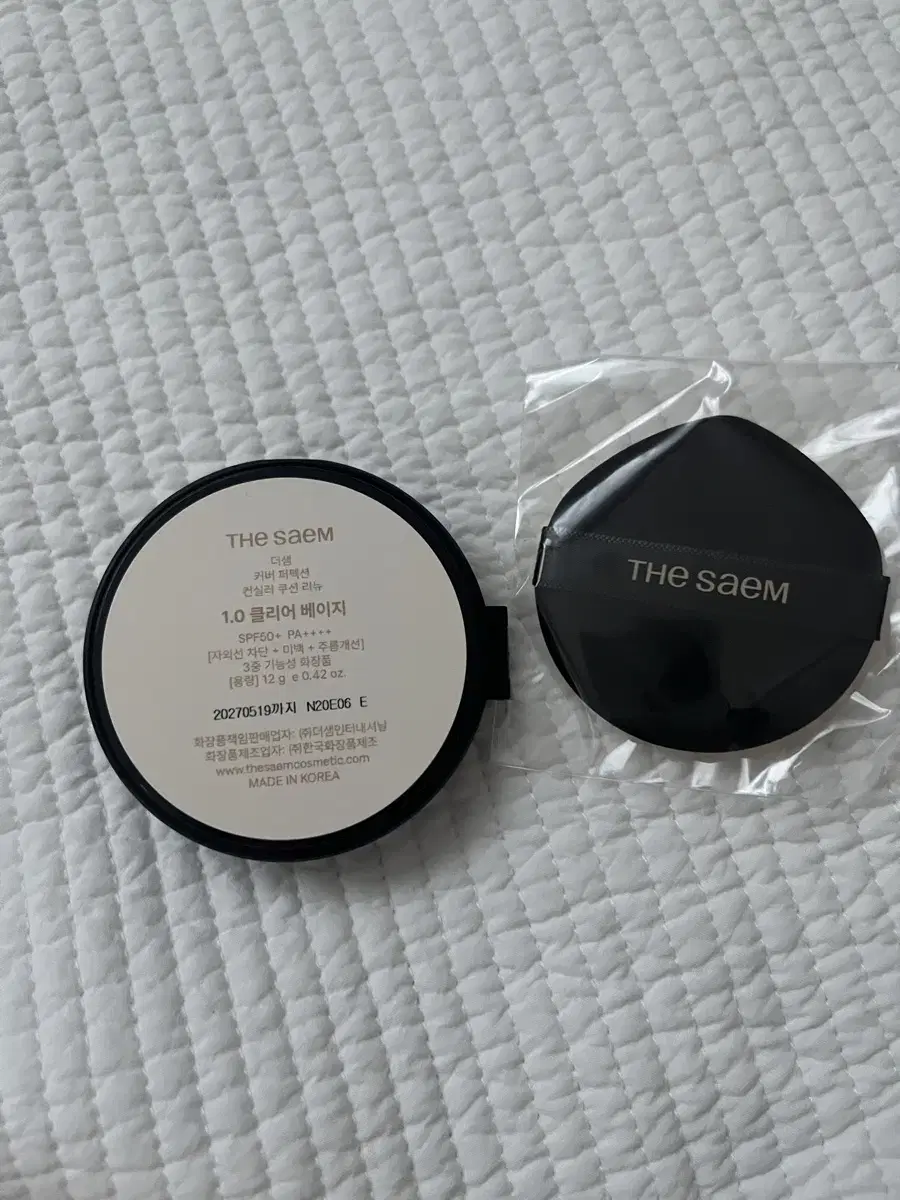 THE SAEM
더샘
커버 퍼펙션
컨실러 쿠션 리뉴
1.0 클리어 베이지
SPF50+ PA++++
[자외선 차단 + 미백 + 주름개선]
3중 기능성 화장품
[용량] 12 g e 0.42 oz.
20270519까지 N20E06 E
화장품책임판매업자: ㈜더샘인터내셔날
화장품제조업자: ㈜한국화장품제조
www.thesaemcosmetic.com
MADE IN KOREA
THE SAEM